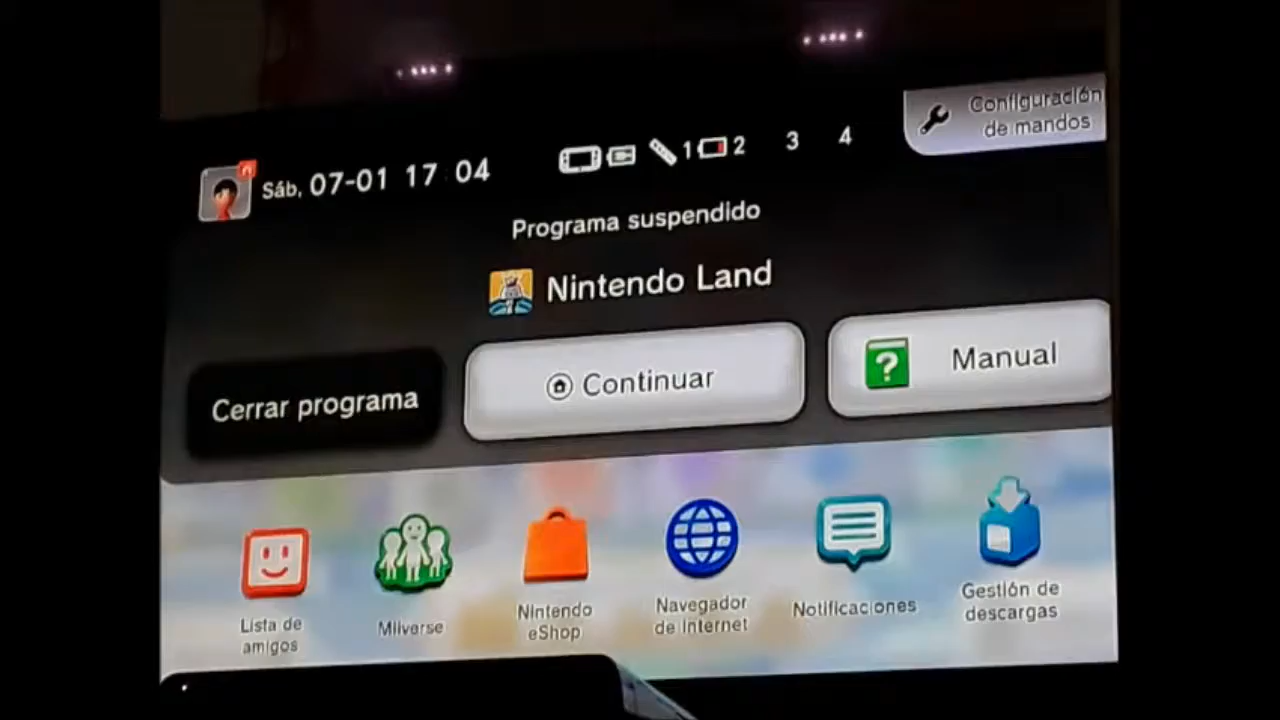 Configuración
de mandos
Sáb, 07-01 17 04
1 2 3 4
Programa suspendido
Nintendo Land
Cerrar programa
Continuar
? Manual
Lista de
amigos
Miiverse
Nintendo
eShop
Navegador
de Internet
Notificaciones
Gestión de
descargas